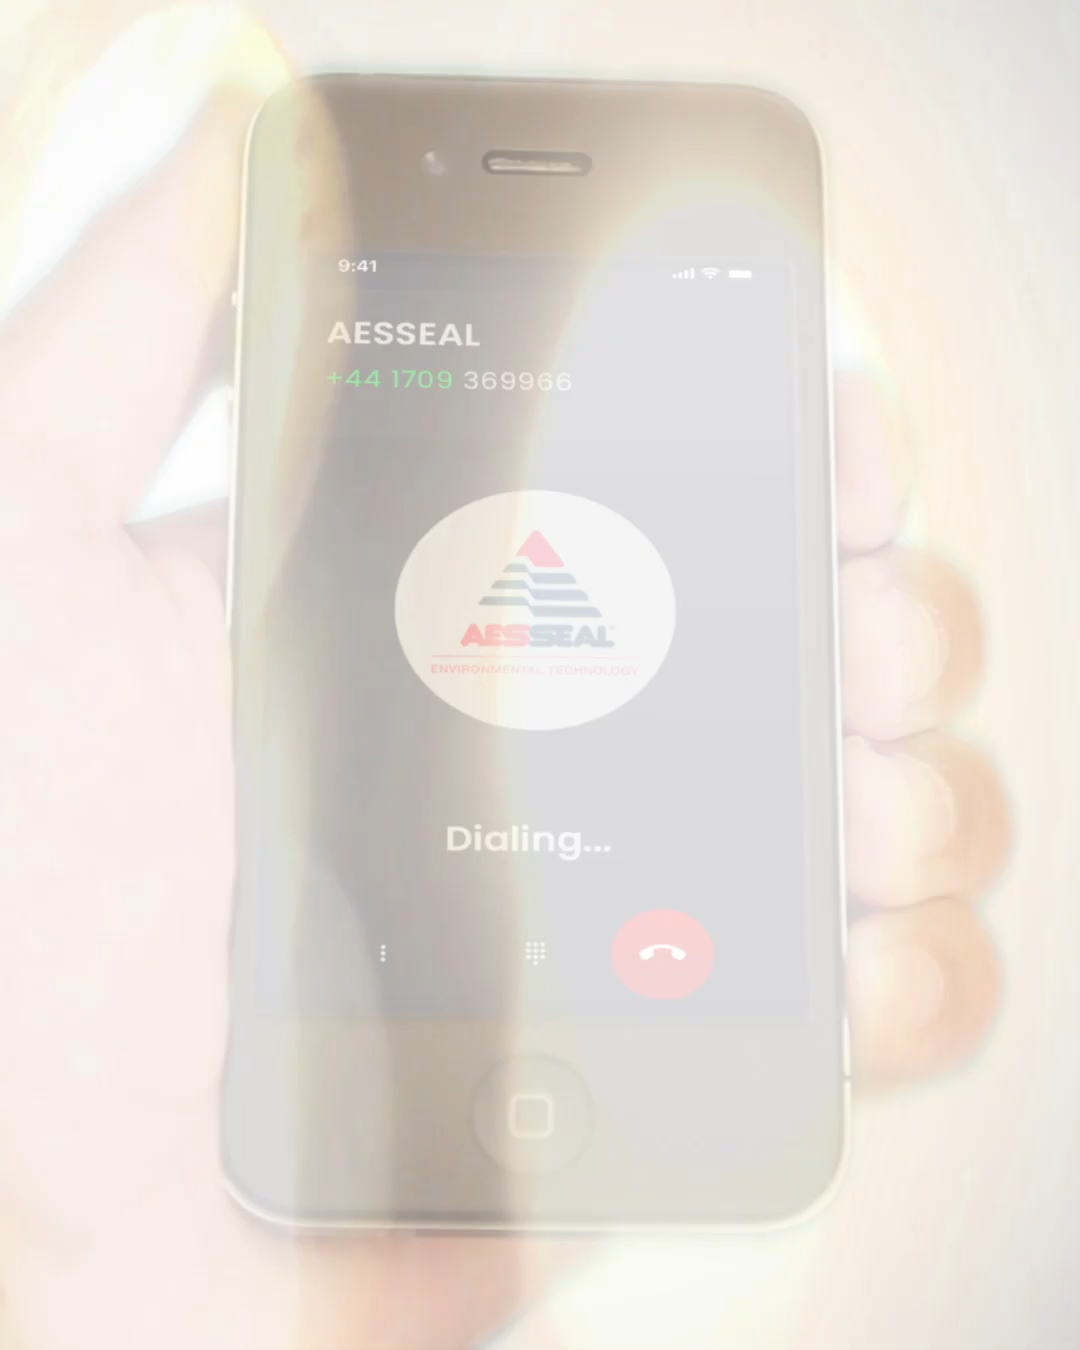 9:41
AESSEAL
+44 1709 369966
AESSEAL
ENVIRONMENTAL TECHNOLOGY
Dialing...